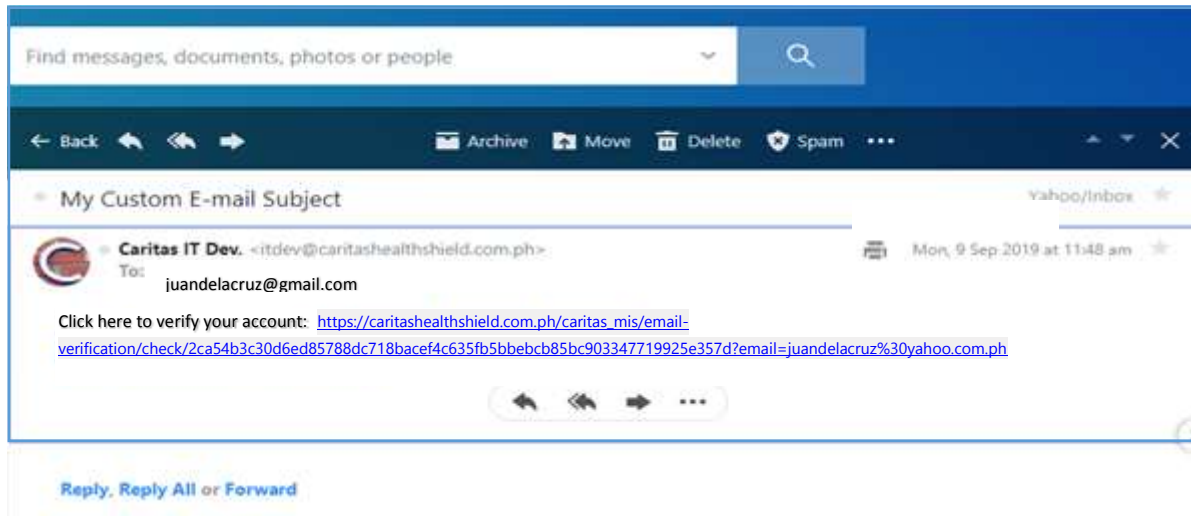 Find messages, documents, photos or people
← Back Archive Move Delete Spam •••
My Custom E-mail Subject Yahoo/Inbox
Caritas IT Dev. <itdev@caritashealthshield.com.ph> Mon, 9 Sep 2019 at 11:48 am
To: juandelacruz@gmail.com
Click here to verify your account: https://caritashealthshield.com.ph/caritas_mis/email-
verification/check/2ca54b3c30d6ed85788dc718bacef4c635fb5bbebcb85bc903347719925e357d?email=juandelacruz%30yahoo.com.ph
•••
Reply, Reply All or Forward